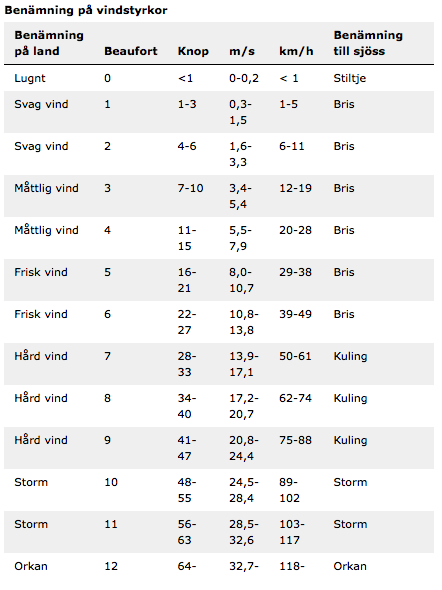 Benämning på vindstyrkor
Benämning på land Beaufort Knop m/s km/h Benämning till sjöss
Lugnt 0 <1 0-0,2 < 1 Stiltje
Svag vind 1 1-3 0,3-1,5 1-5 Bris
Svag vind 2 4-6 1,6-3,3 6-11 Bris
Måttlig vind 3 7-10 3,4-5,4 12-19 Bris
Måttlig vind 4 11-15 5,5-7,9 20-28 Bris
Frisk vind 5 16-21 8,0-10,7 29-38 Bris
Frisk vind 6 22-27 10,8-13,8 39-49 Bris
Hård vind 7 28-33 13,9-17,1 50-61 Kuling
Hård vind 8 34-40 17,2-20,7 62-74 Kuling
Hård vind 9 41-47 20,8-24,4 75-88 Kuling
Storm 10 48-55 24,5-28,4 89-102 Storm
Storm 11 56-63 28,5-32,6 103-117 Storm
Orkan 12 64- 32,7- 118- Orkan